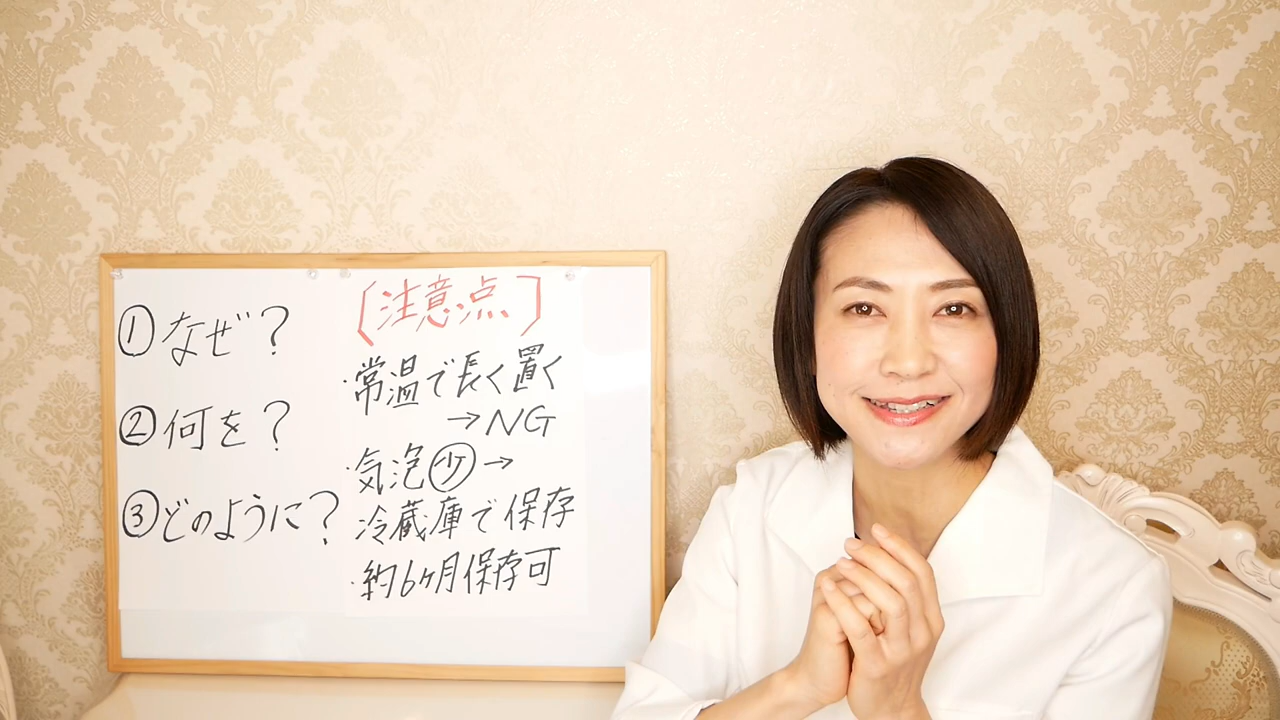 ①なぜ?
②何を?
③どのように?
[注意点]
・常温で長く置く
→NG
・気泡少→
冷蔵庫で保存
・約6ヶ月保存可